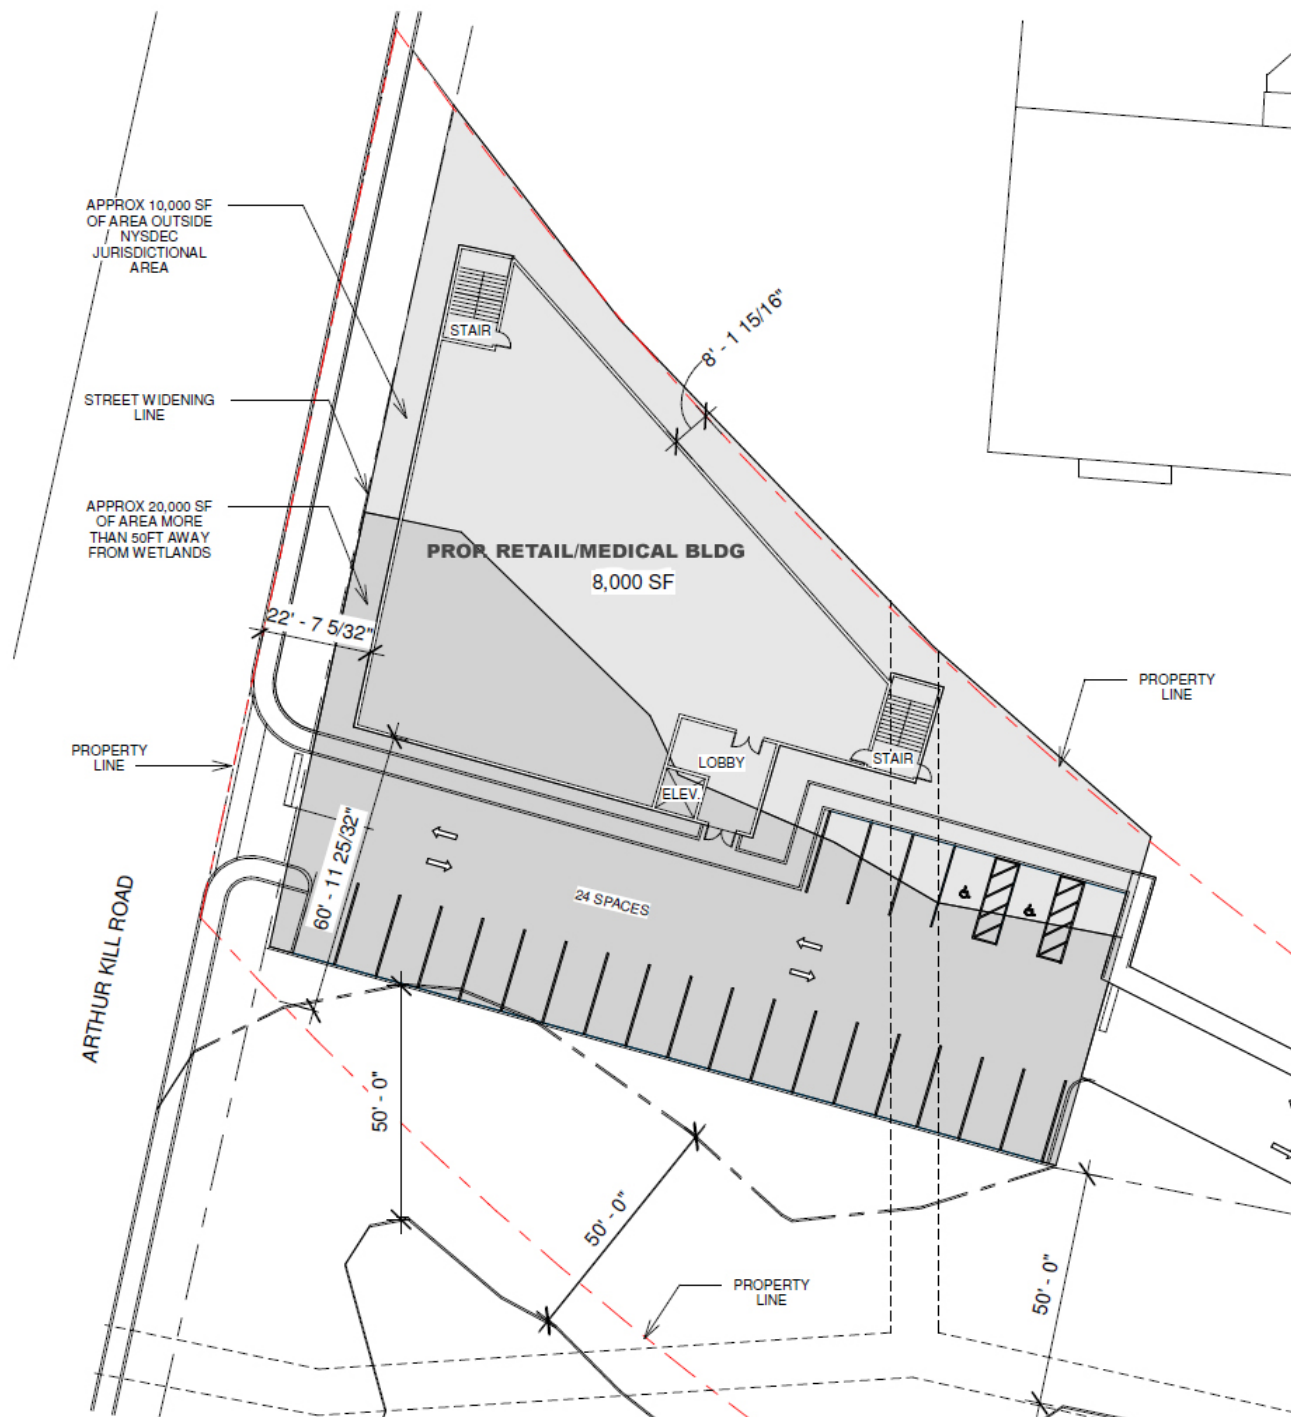 APPROX 10,000 SF
OF AREA OUTSIDE
NYSDEC
JURISDICTIONAL
AREA
STAIR
8' - 1 15/16"
STREET WIDENING
LINE
APPROX 20,000 SF
OF AREA MORE
THAN 50FT AWAY
FROM WETLANDS
PROP. RETAIL/MEDICAL BLDG
8,000 SF
22' - 7 5/32"
PROPERTY
LINE
PROPERTY
LINE
LOBBY
STAIR
ELEV.
60' - 11 25/32"
24 SPACES
ARTHUR KILL ROAD
50' - 0"
50' - 0"
50' - 0"
PROPERTY
LINE